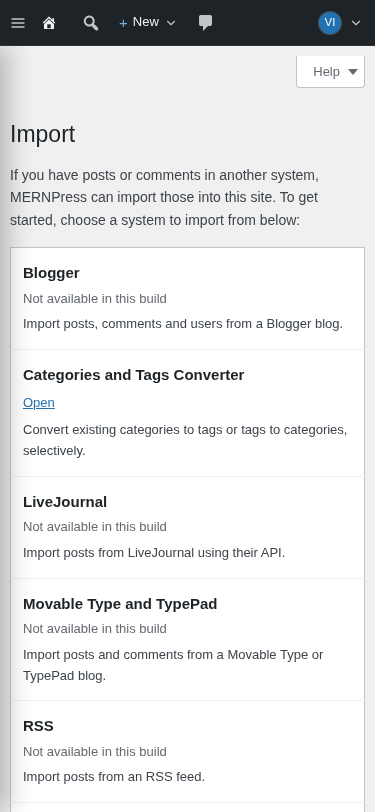 + New
VI
Help
Import
If you have posts or comments in another system,
MERNPress can import those into this site. To get
started, choose a system to import from below:
Blogger
Not available in this build
Import posts, comments and users from a Blogger blog.
Categories and Tags Converter
Open
Convert existing categories to tags or tags to categories,
selectively.
LiveJournal
Not available in this build
Import posts from LiveJournal using their API.
Movable Type and TypePad
Not available in this build
Import posts and comments from a Movable Type or
TypePad blog.
RSS
Not available in this build
Import posts from an RSS feed.